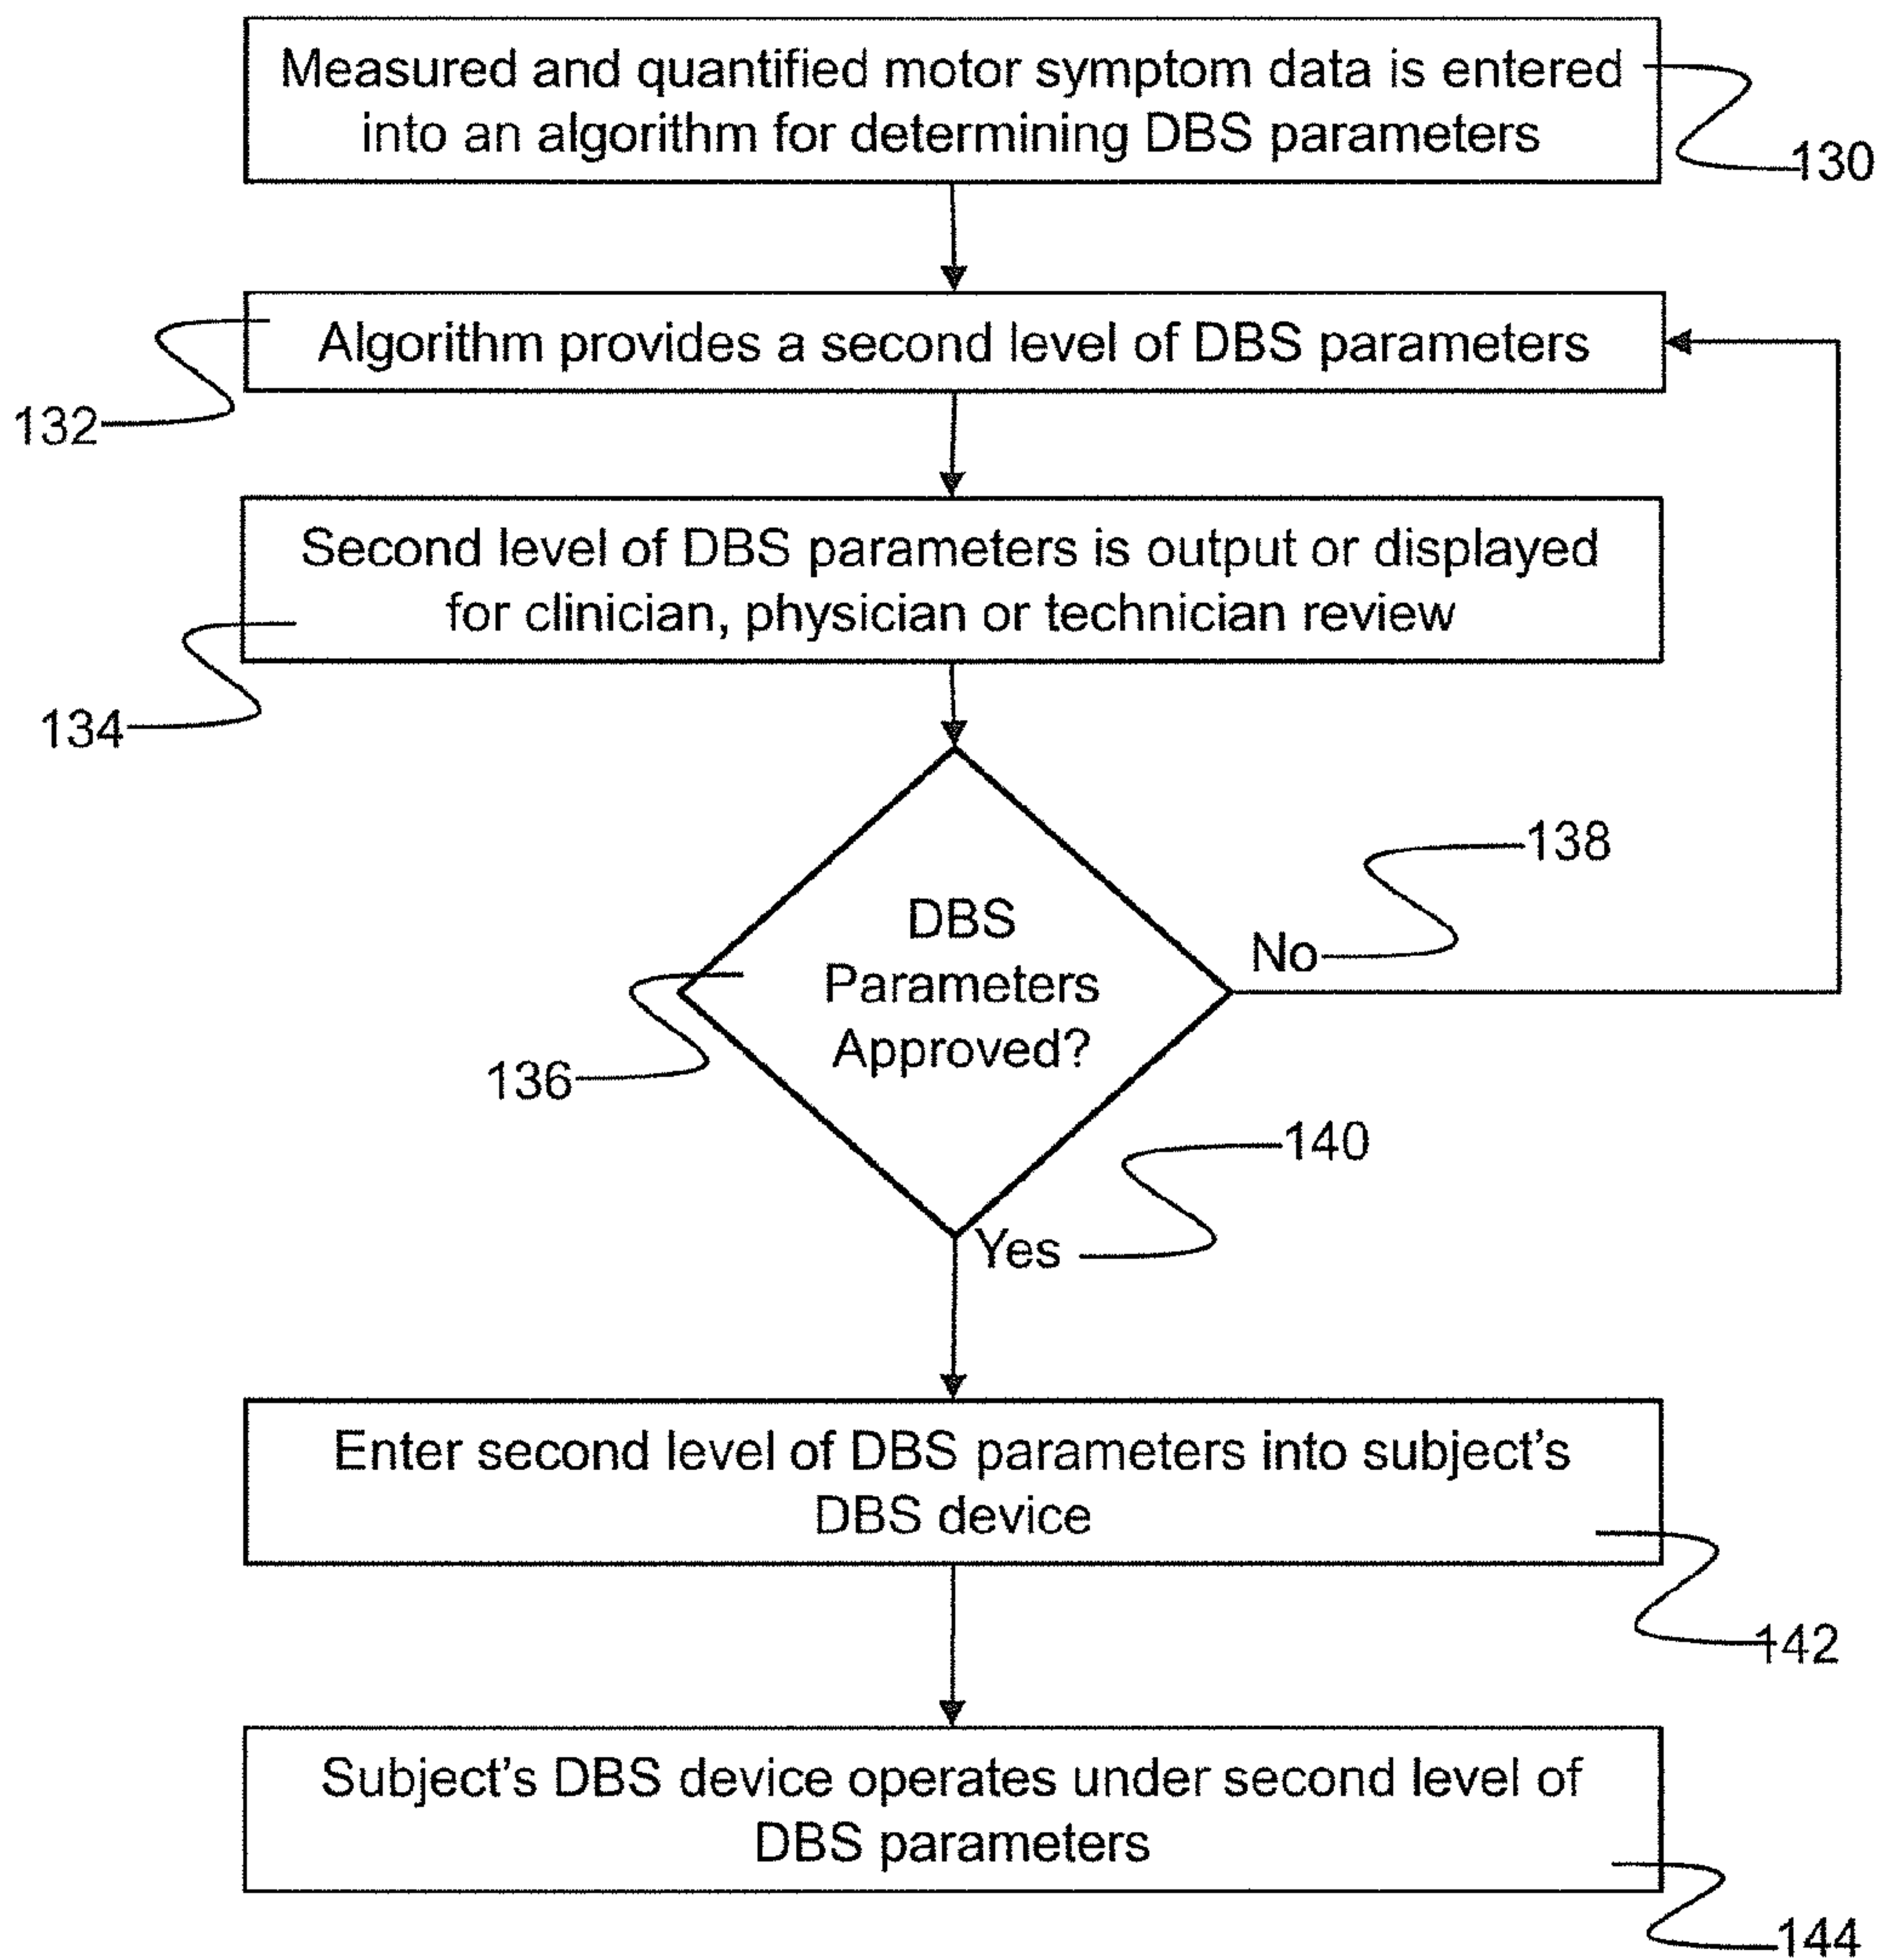 Measured and quantified motor symptom data is entered
into an algorithm for determining DBS parameters
130
Algorithm provides a second level of DBS parameters
132
Second level of DBS parameters is output or displayed
for clinician, physician or technician review
134
138
DBS
No
Parameters
Approved?
136
140
Yes
Enter second level of DBS parameters into subject's
DBS device
142
Subject's DBS device operates under second level of
DBS parameters
144